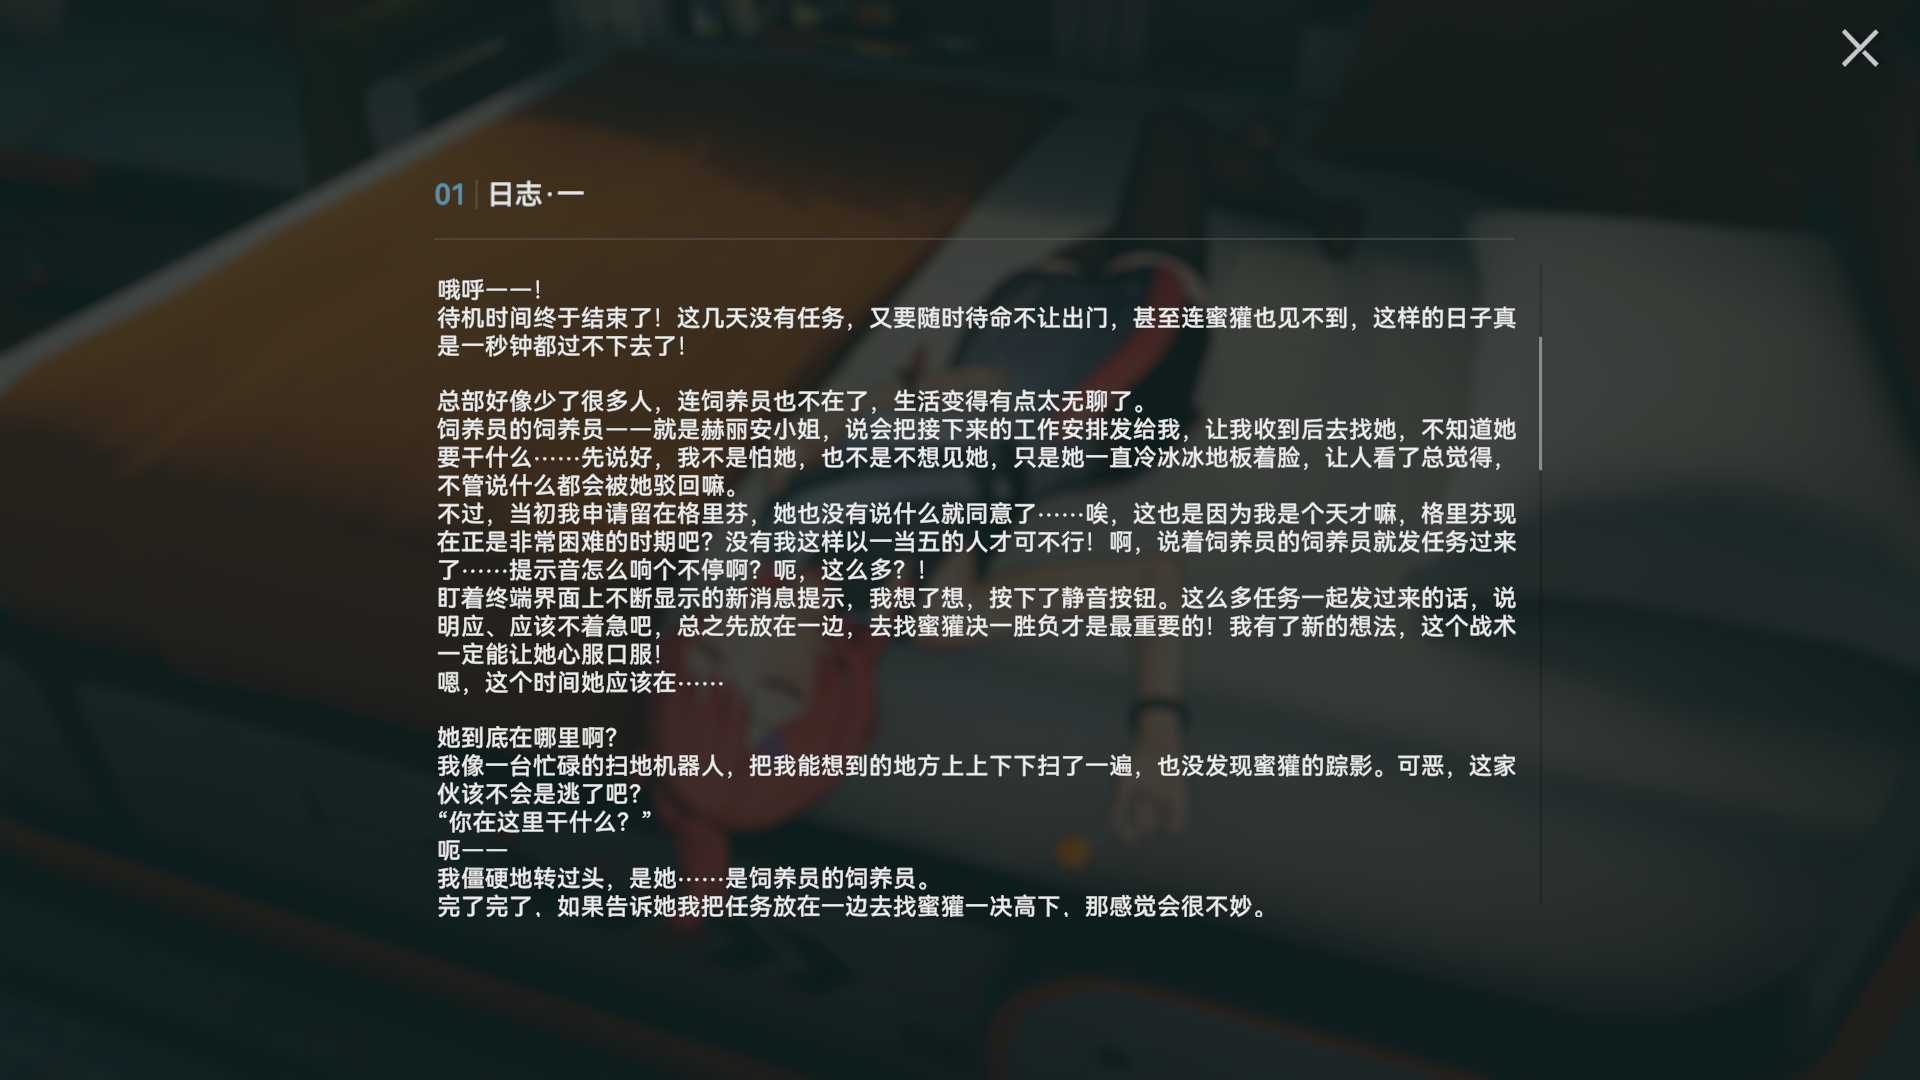 01 日志·一
哦呼——！
待机时间终于结束了！这几天没有任务，又要随时待命不让出门，甚至连蜜獾也见不到，这样的日子真
是一秒钟都过不下去了！
总部好像少了很多人，连饲养员也不在了，生活变得有点太无聊了。
饲养员的饲养员——就是赫丽安小姐，说会把接下来的工作安排发给我，让我收到后去找她，不知道她
要干什么……先说好，我不是怕她，也不是不想见她，只是她一直冷冰冰地板着脸，让人看了总觉得，
不管说什么都会被她驳回嘛。
不过，当初我申请留在格里芬，她也没有说什么就同意了……唉，这也是因为我是个天才嘛，格里芬现
在正是非常困难的时期吧？没有我这样以一当五的人才可不行！啊，说着饲养员的饲养员就发任务过来
了……提示音怎么响个不停啊？呃，这么多？！
盯着终端界面上不断显示的新消息提示，我想了想，按下了静音按钮。这么多任务一起发过来的话，说
明应、应该不着急吧，总之先放在一边，去找蜜獾决一胜负才是最重要的！我有了新的想法，这个战术
一定能让她心服口服！
嗯，这个时间她应该在……
她到底在哪里啊？
我像一台忙碌的扫地机器人，把我能想到的地方上上下下扫了一遍，也没发现蜜獾的踪影。可恶，这家
伙该不会是逃了吧？
“你在这里干什么？”
呃——
我僵硬地转过头，是她……是饲养员的饲养员。
完了完了，如果告诉她我把任务放在一边去找蜜獾一决高下，那感觉会很不妙。